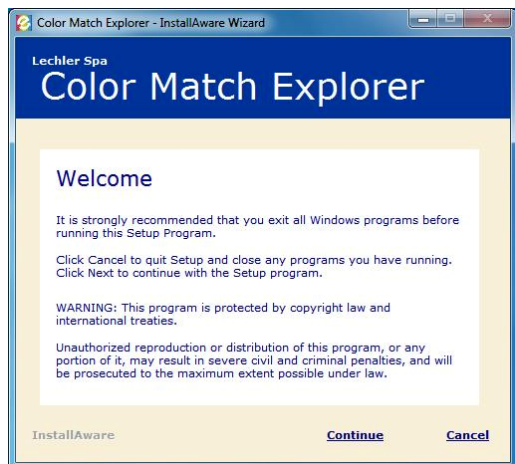 Color Match Explorer - InstallAware Wizard
Lechler Spa
Color Match Explorer
Welcome
It is strongly recommended that you exit all Windows programs before
running this Setup Program.
Click Cancel to quit Setup and close any programs you have running.
Click Next to continue with the Setup program.
WARNING: This program is protected by copyright law and
international treaties.
Unauthorized reproduction or distribution of this program, or any
portion of it, may result in severe civil and criminal penalties, and will
be prosecuted to the maximum extent possible under law.
InstallAware Continue Cancel